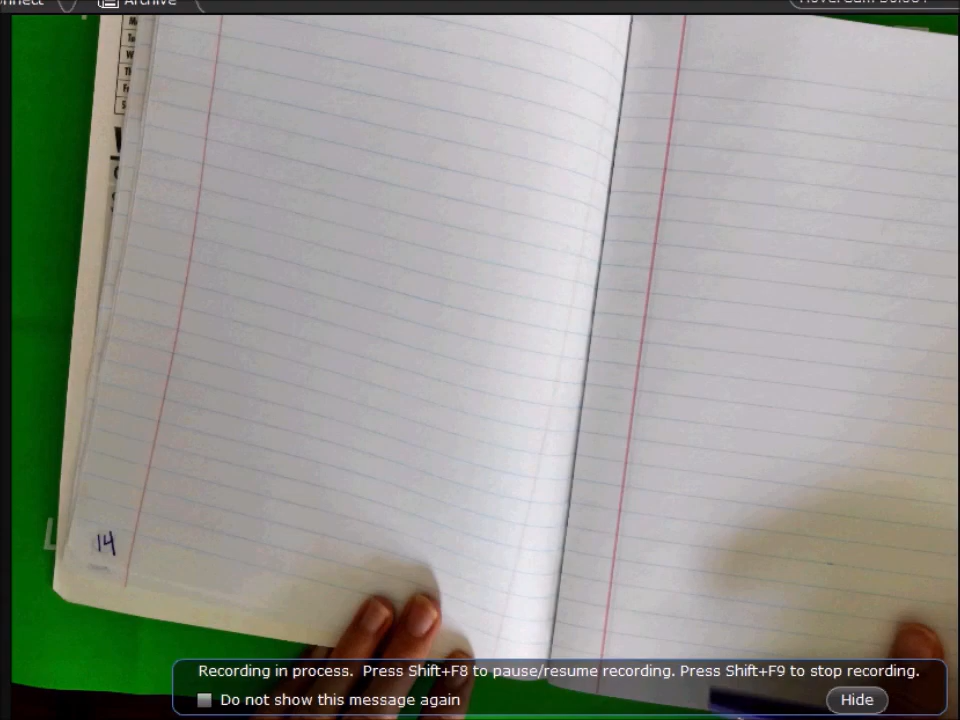 Archive
14
Recording in process. Press Shift+F8 to pause/resume recording. Press Shift+F9 to stop recording.
Do not show this message again
Hide